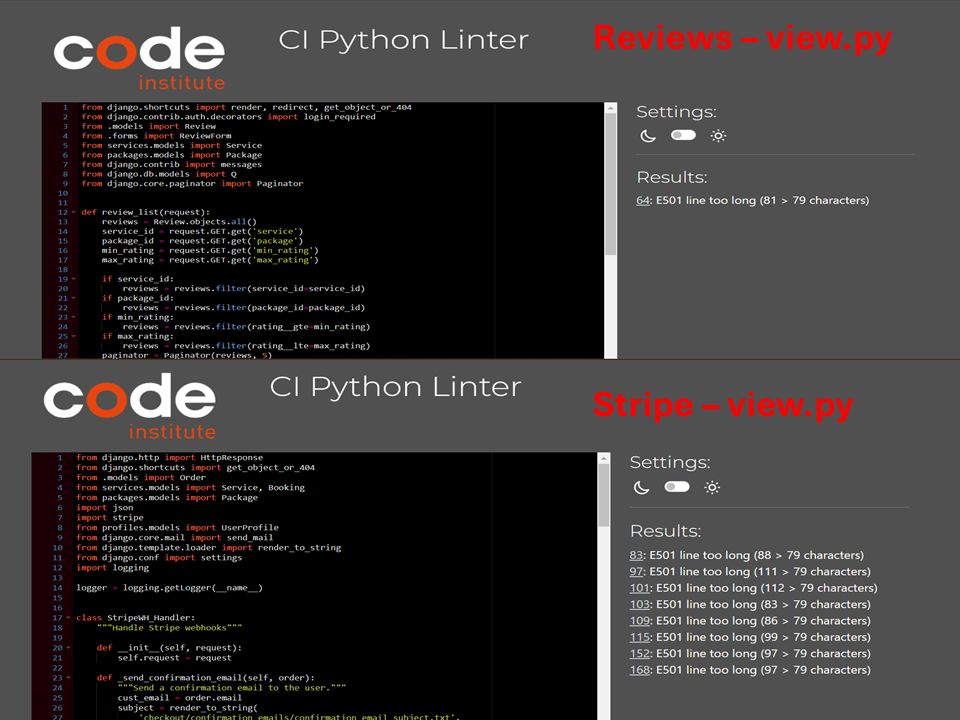 code
institute
CI Python Linter
Reviews – view.py
1 from django.shortcuts import render, redirect, get_object_or_404
2 from django.contrib.auth.decorators import login_required
3 from .models import Review
4 from .forms import ReviewForm
5 from services.models import Service
6 from packages.models import Package
7 from django.contrib import messages
8 from django.db.models import Q
9 from django.core.paginator import Paginator
10
11
12 def review_list(request):
13 reviews = Review.objects.all()
14 service_id = request.GET.get('service')
15 package_id = request.GET.get('package')
16 min_rating = request.GET.get('min_rating')
17 max_rating = request.GET.get('max_rating')
18
19 if service_id:
20 reviews = reviews.filter(service_id=service_id)
21 if package_id:
22 reviews = reviews.filter(package_id=package_id)
23 if min_rating:
24 reviews = reviews.filter(rating__gte=min_rating)
25 if max_rating:
26 reviews = reviews.filter(rating__lte=max_rating)
27 paginator = Paginator(reviews, 5)
Settings:
Results:
64: E501 line too long (81 > 79 characters)
code
institute
CI Python Linter
Stripe – view.py
1 from django.http import HttpResponse
2 from django.shortcuts import get_object_or_404
3 from .models import Order
4 from services.models import Service, Booking
5 from packages.models import Package
6 import json
7 import stripe
8 from profiles.models import UserProfile
9 from django.core.mail import send_mail
10 from django.template.loader import render_to_string
11 from django.conf import settings
12 import logging
13
14 logger = logging.getLogger(__name__)
15
16
17 class StripeWH_Handler:
18 """Handle Stripe webhooks"""
19
20 def __init__(self, request):
21 self.request = request
22
23 def _send_confirmation_email(self, order):
24 """Send a confirmation email to the user."""
25 cust_email = order.email
26 subject = render_to_string(
27 'checkout/confirmation_emails/confirmation_email_subject.txt',
Settings:
Results:
83: E501 line too long (88 > 79 characters)
97: E501 line too long (111 > 79 characters)
101: E501 line too long (112 > 79 characters)
103: E501 line too long (83 > 79 characters)
109: E501 line too long (86 > 79 characters)
115: E501 line too long (99 > 79 characters)
152: E501 line too long (97 > 79 characters)
168: E501 line too long (97 > 79 characters)